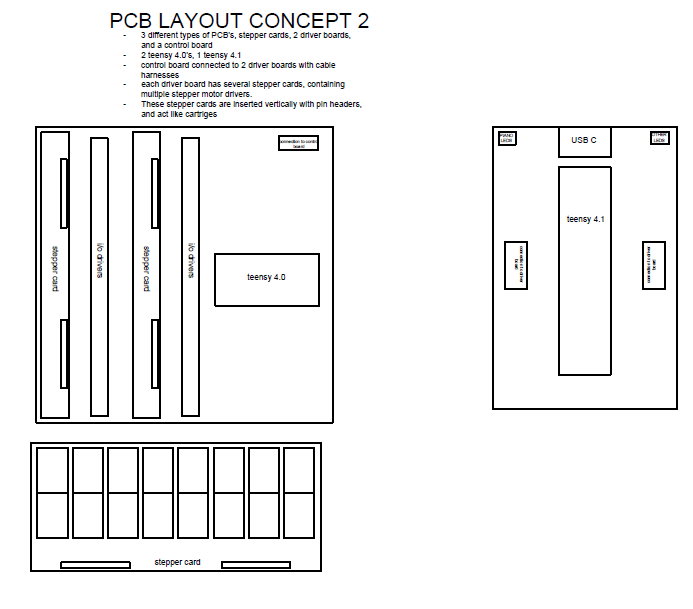 PCB LAYOUT CONCEPT 2
- 3 different types of PCB's, stepper cards, 2 driver boards,
and a control board
- 2 teensy 4.0's, 1 teensy 4.1
- control board connected to 2 driver boards with cable
harnesses
- each driver board has several stepper cards, containing
multiple stepper motor drivers.
- These stepper cards are inserted vertically with pin headers,
and act like cartriges
connection to control
board
stepper card
i/o drivers
stepper card
i/o drivers
teensy 4.0
PIANO
LEDS
USB C
OTHER
LEDS
teensy 4.1
stepper card